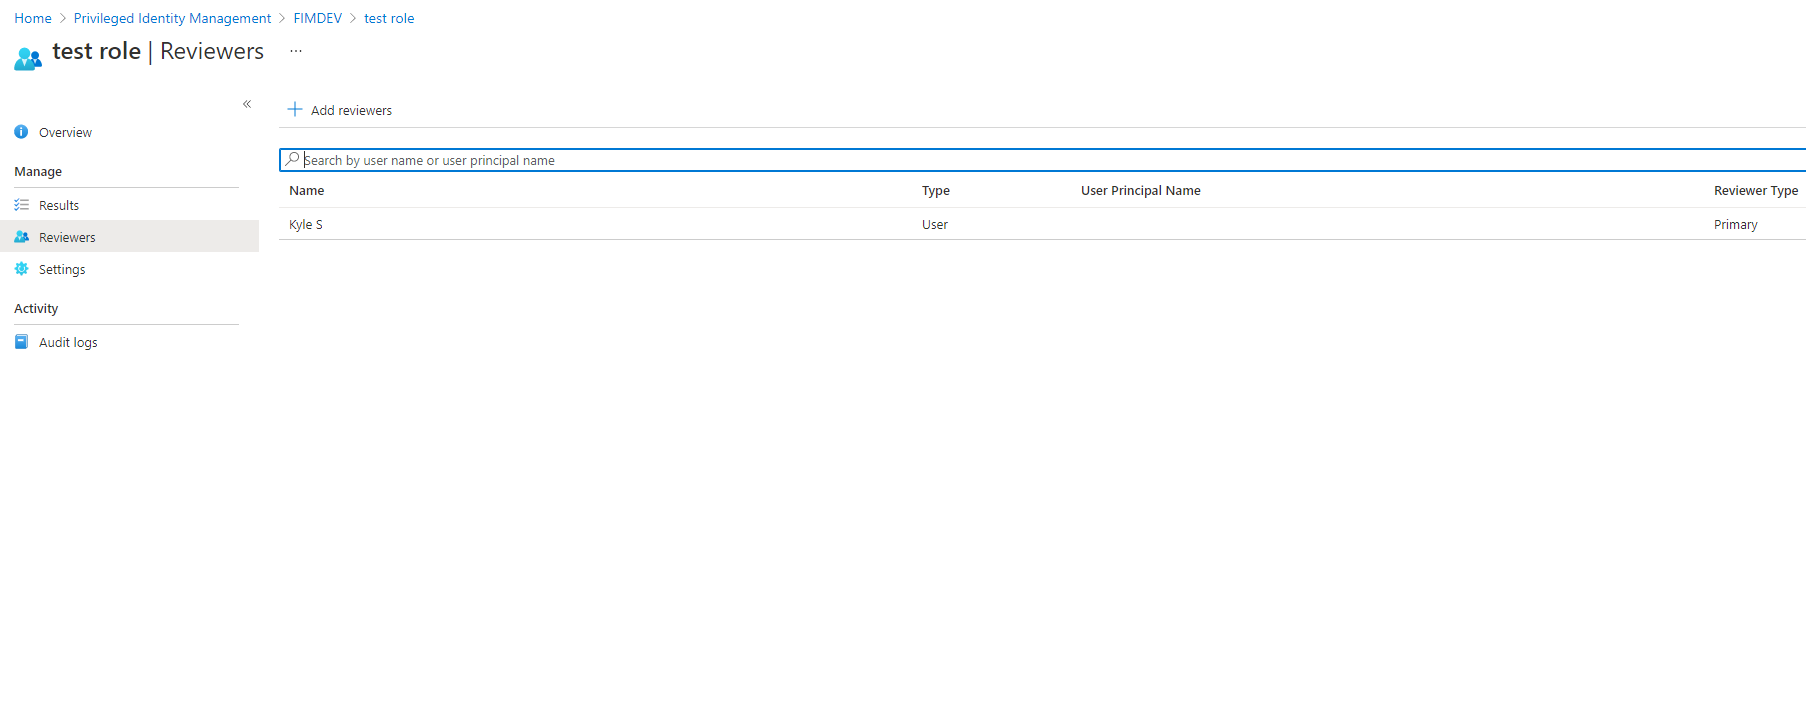 Home > Privileged Identity Management > FIMDEV > test role
test role | Reviewers ...
«
Add reviewers
Overview
Search by user name or user principal name
Manage
Name Type User Principal Name Reviewer Type
Results
Kyle S User Primary
Reviewers
Settings
Activity
Audit logs